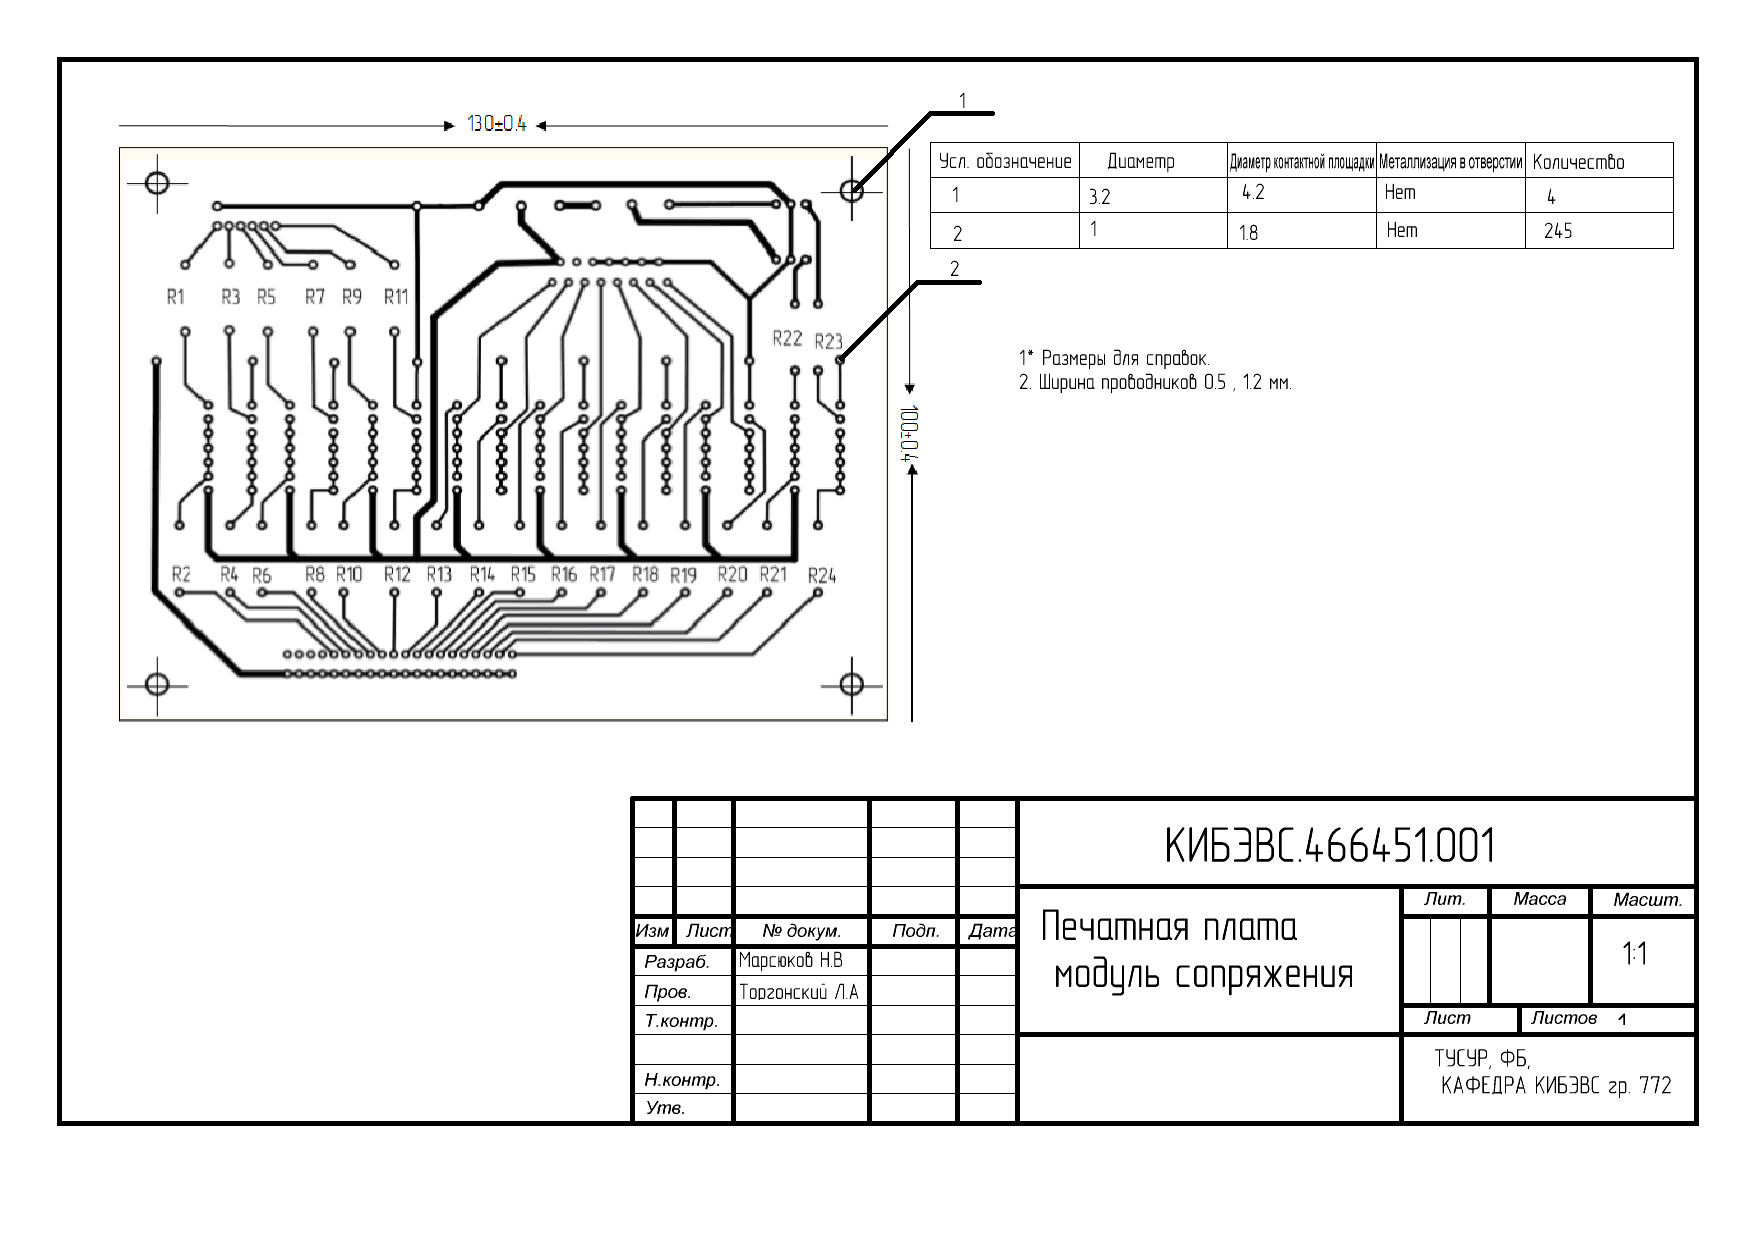 1
130±0.4
Усл. обозначение Диаметр Диаметр контактной площадки Металлизация в отверстии Количество
1 3.2 4.2 Нет 4
2 1 1.8 Нет 245
2
R1 R3 R5 R7 R9 R11
R22 R23
1* Размеры для справок.
2. Ширина проводников 0.5 , 1.2 мм.
100±0.4
R2 R4 R6 R8 R10 R12 R13 R14 R15 R16 R17 R18 R19 R20 R21 R24
КИБЭВС.466451.001
Печатная плата
модуль сопряжения
Лит. Масса Масшт.
1:1
Изм Лист № докум. Подп. Дата
Разраб. Марсюков Н.В
Пров. Торгонский Л.А
Т.контр.
Лист Листов 1
Н.контр.
Утв.
ТУСУР, ФБ,
КАФЕДРА КИБЭВС гр. 772